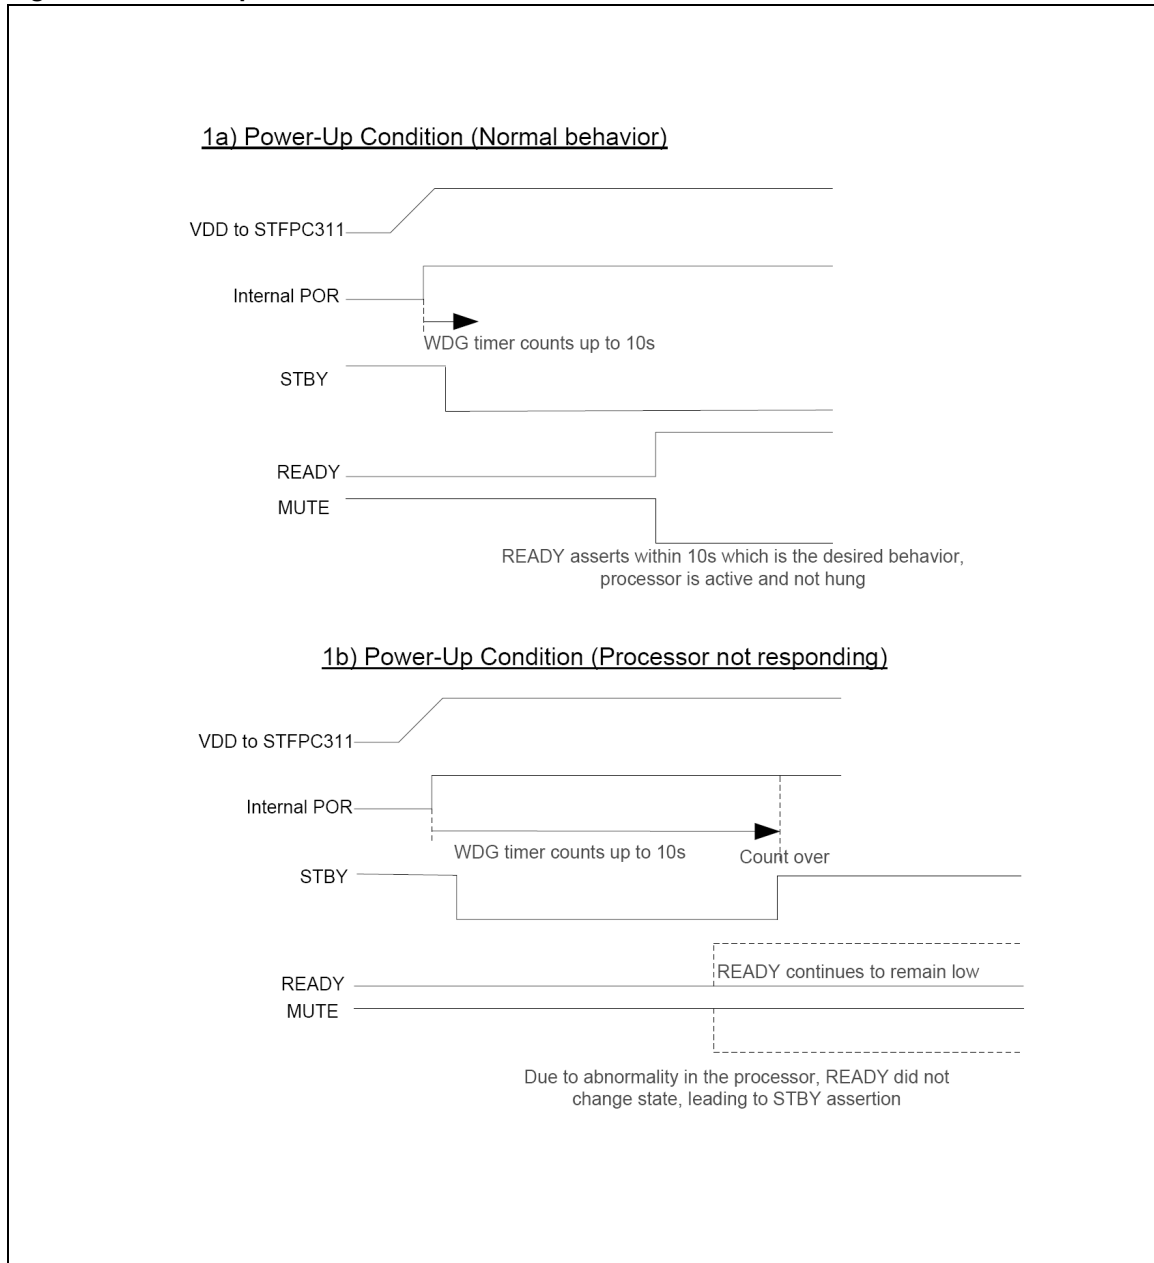 1a) Power-Up Condition (Normal behavior)
VDD to STFPC311
Internal POR
WDG timer counts up to 10s
STBY
READY
MUTE
READY asserts within 10s which is the desired behavior,
processor is active and not hung
1b) Power-Up Condition (Processor not responding)
VDD to STFPC311
Internal POR
WDG timer counts up to 10s
Count over
STBY
READY continues to remain low
READY
MUTE
Due to abnormality in the processor, READY did not
change state, leading to STBY assertion